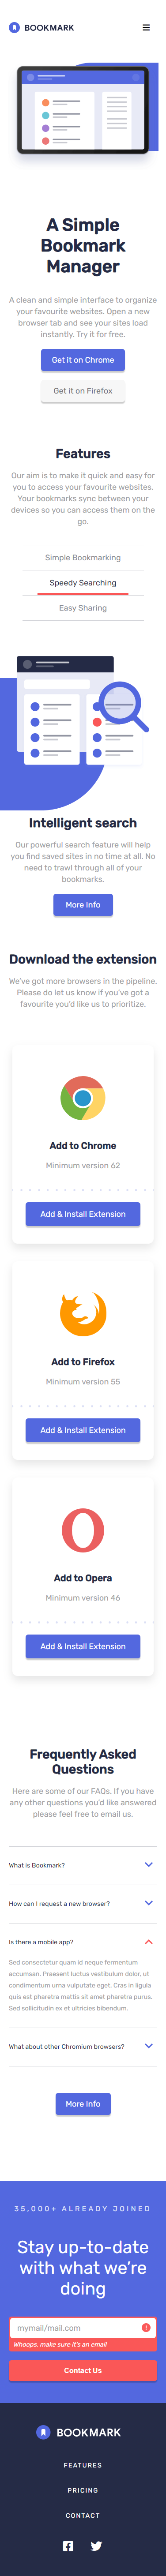 BOOKMARK
A Simple
Bookmark
Manager
A clean and simple interface to organize
your favourite websites. Open a new
browser tab and see your sites load
instantly. Try it for free.
Get it on Chrome
Get it on Firefox
Features
Our aim is to make it quick and easy for
you to access your favourite websites.
Your bookmarks sync between your
devices so you can access them on the
go.
Simple Bookmarking
Speedy Searching
Easy Sharing
Intelligent search
Our powerful search feature will help
you find saved sites in no time at all. No
need to trawl through all of your
bookmarks.
More Info
Download the extension
We've got more browsers in the pipeline.
Please do let us know if you've got a
favourite you'd like us to prioritize.
Add to Chrome
Minimum version 62
Add & Install Extension
Add to Firefox
Minimum version 55
Add & Install Extension
Add to Opera
Minimum version 46
Add & Install Extension
Frequently Asked
Questions
Here are some of our FAQs. If you have
any other questions you'd like answered
please feel free to email us.
What is Bookmark?
How can I request a new browser?
Is there a mobile app?
Sed consectetur quam id neque fermentum
accumsan. Praesent luctus vestibulum dolor, ut
condimentum urna vulputate eget. Cras in ligula
quis est pharetra mattis sit amet pharetra purus.
Sed sollicitudin ex et ultricies bibendum.
What about other Chromium browsers?
More Info
35,000+ ALREADY JOINED
Stay up-to-date
with what we're
doing
mymail/mail.com
Whoops, make sure it's an email
Contact Us
BOOKMARK
FEATURES
PRICING
CONTACT